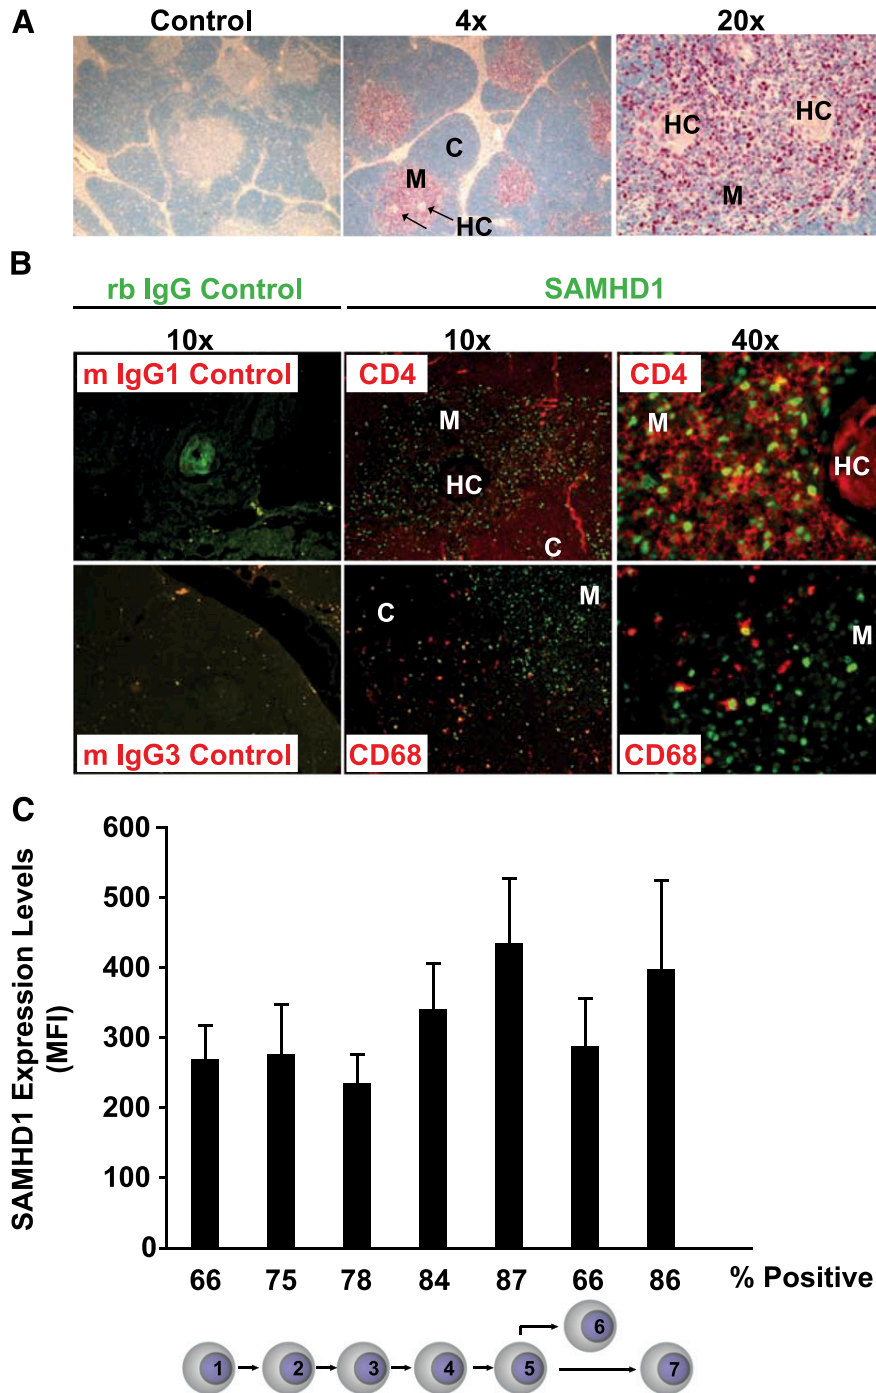 A
Control 4x 20x
C
M
HC
HC HC
M
B
rb IgG Control SAMHD1
10x 10x 40x
m IgG1 Control CD4 CD4
M M
HC HC
C
C M M
m IgG3 Control CD68 CD68
C
SAMHD1 Expression Levels
(MFI)
600
500
400
300
200
100
0
66 75 78 84 87 66 86 % Positive
6
1 2 3 4 5 7